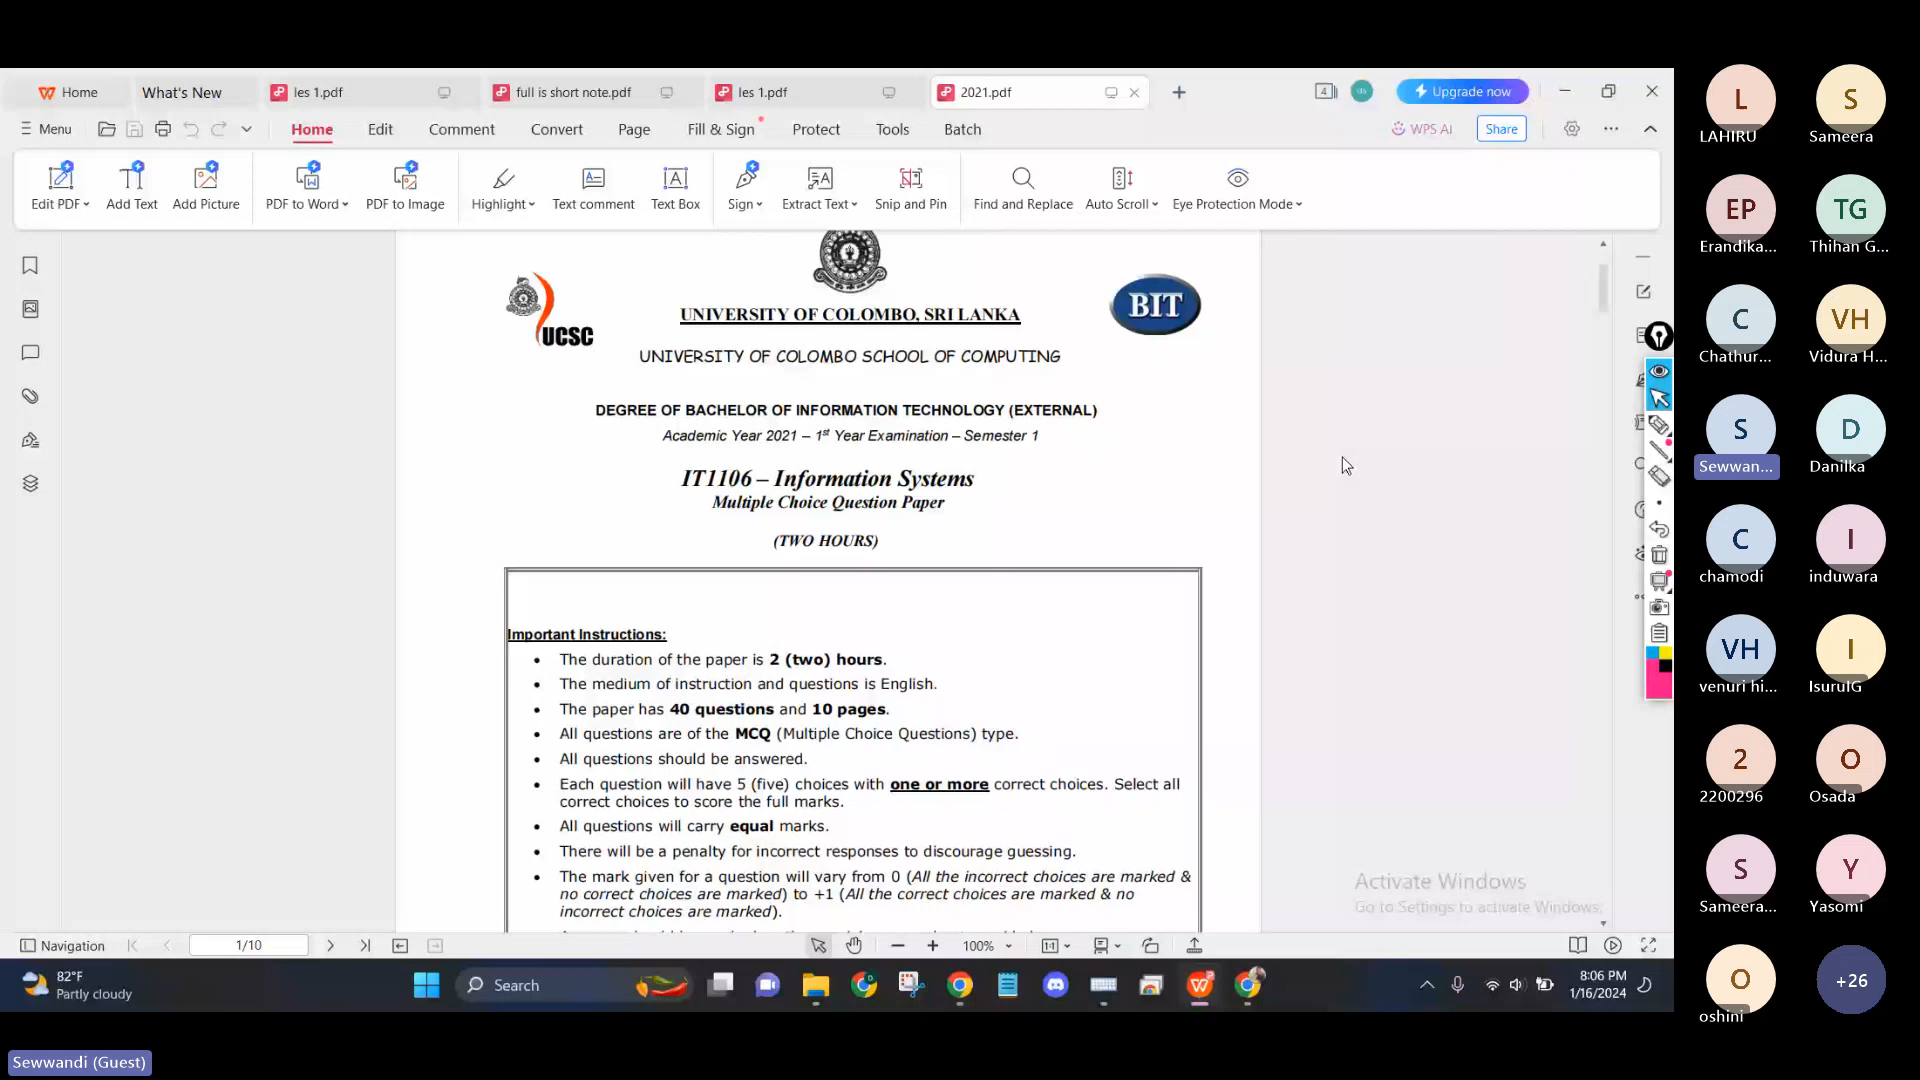 Home
What's New
les 1.pdf
full is short note.pdf
les 1.pdf
2021.pdf
4
Upgrade now
Menu
Home
Edit
Comment
Convert
Page
Fill & Sign
Protect
Tools
Batch
WPS AI
Share
Edit PDF
Add Text
Add Picture
PDF to Word
PDF to Image
Highlight
Text comment
Text Box
Sign
Extract Text
Snip and Pin
Find and Replace
Auto Scroll
Eye Protection Mode
UCSC
BIT
UNIVERSITY OF COLOMBO, SRI LANKA
UNIVERSITY OF COLOMBO SCHOOL OF COMPUTING
DEGREE OF BACHELOR OF INFORMATION TECHNOLOGY (EXTERNAL)
Academic Year 2021 – 1st Year Examination – Semester 1
IT1106 – Information Systems
Multiple Choice Question Paper
(TWO HOURS)
Important Instructions:
• The duration of the paper is 2 (two) hours.
• The medium of instruction and questions is English.
• The paper has 40 questions and 10 pages.
• All questions are of the MCQ (Multiple Choice Questions) type.
• All questions should be answered.
• Each question will have 5 (five) choices with one or more correct choices. Select all
correct choices to score the full marks.
• All questions will carry equal marks.
• There will be a penalty for incorrect responses to discourage guessing.
• The mark given for a question will vary from 0 (All the incorrect choices are marked &
no correct choices are marked) to +1 (All the correct choices are marked & no
incorrect choices are marked).
Activate Windows
Go to Settings to activate Windows.
Navigation
1/10
100%
82°F
Partly cloudy
Search
8:06 PM
1/16/2024
Sewwandi (Guest)
L
LAHIRU
S
Sameera
EP
Erandika...
TG
Thihan G...
C
Chathur...
VH
Vidura H...
S
Sewwan...
D
Danilka
C
chamodi
I
induwara
VH
venuri hi...
I
IsuruIG
2
2200296
O
Osada
S
Sameera...
Y
Yasomi
O
oshini
+26